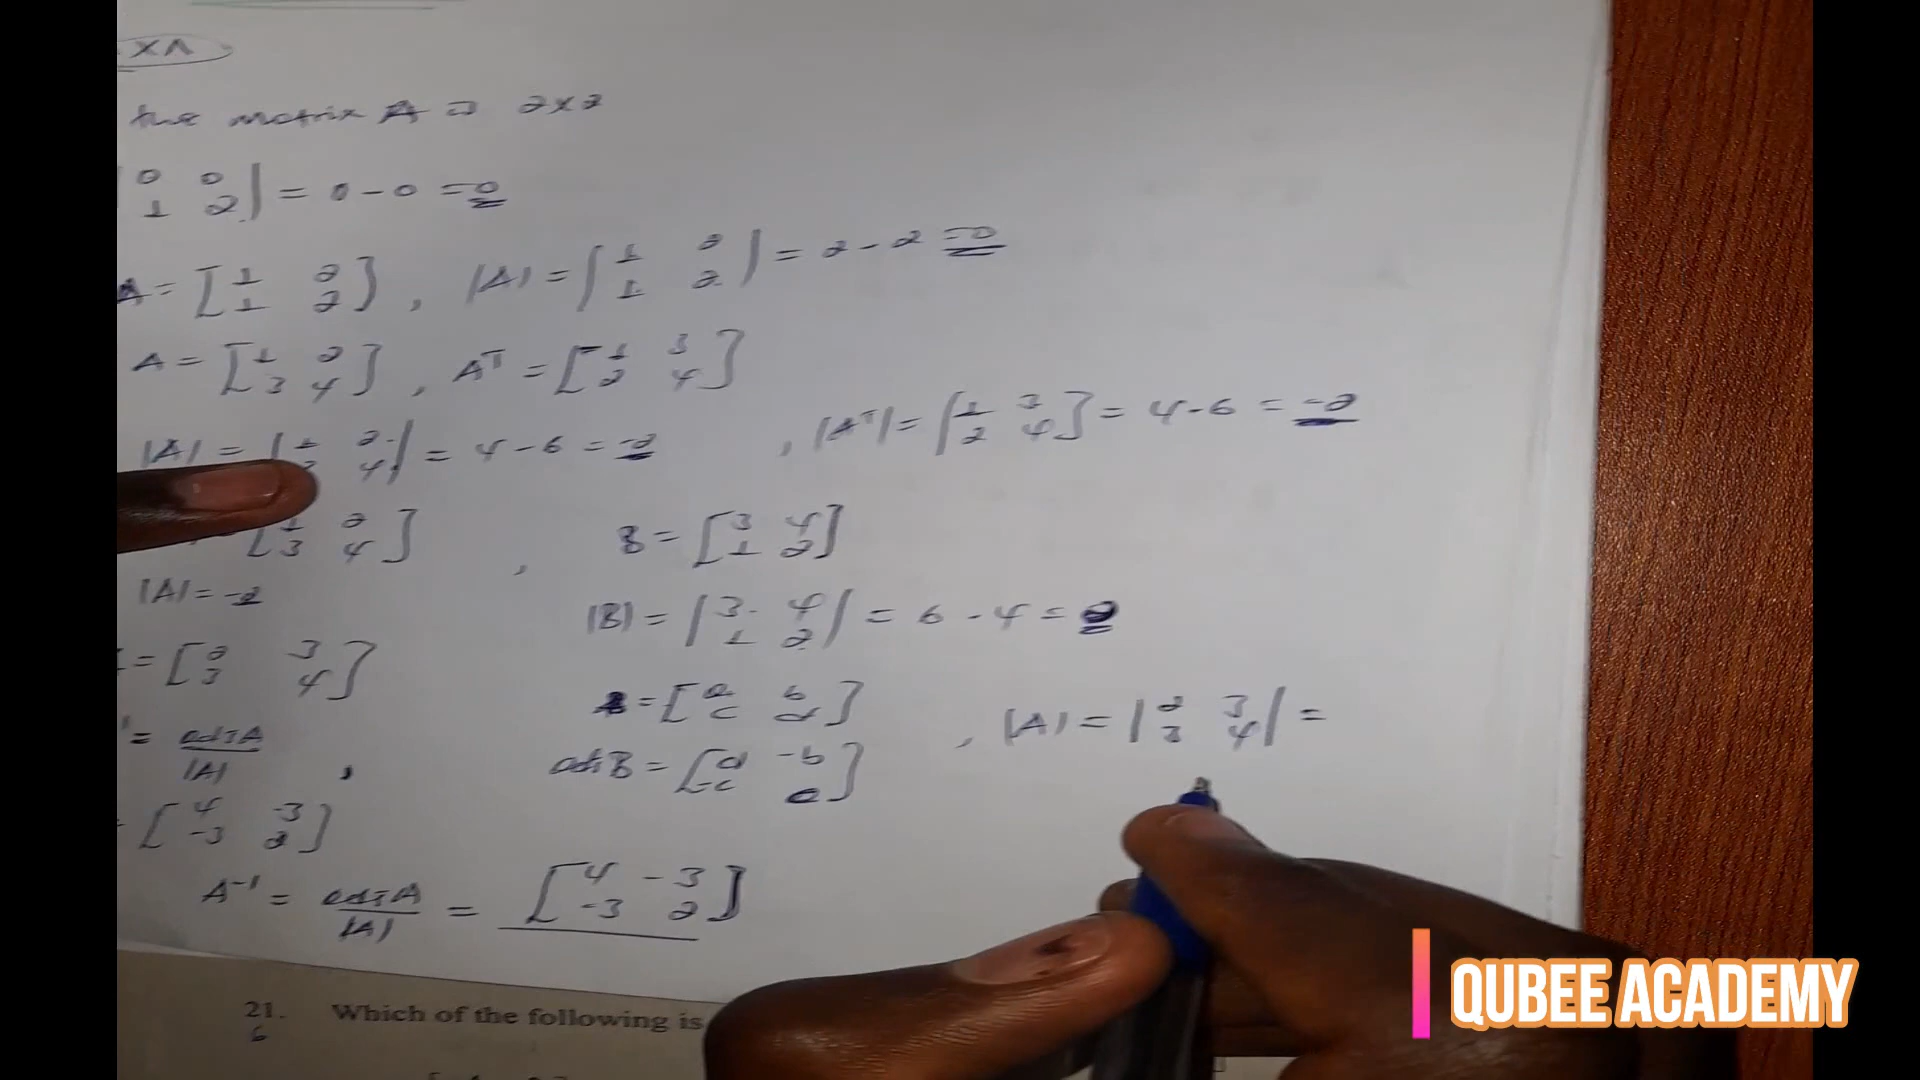 XA
the matrix A = 2x2
|0 0
1 2| = 0 - 0 = 0
A = [1 2
1 2] , |A| = |1 2
1 2| = 2 - 2 = 0
A = [1 2
3 4] , Aᵀ = [1 3
2 4]
|A| = |1 2
4| = 4 - 6 = -2 , |Aᵀ| = |1 3
2 4] = 4 - 6 = -2
[1 2
3 4] , B = [3 4
1 2]
|A| = -2
|B| = |3 4
1 2| = 6 - 4 = 2
= [2 3
3 4]
= [a b
c d] , |A| = |2 3
3 4| =
= adjA
|A| ,
adjB = [d -b
-c a]
= [4 -3
-3 2]
A⁻¹ = adjA
|A| = [4 -3
-3 2]
21. Which of the following is
6
QUBEE ACADEMY